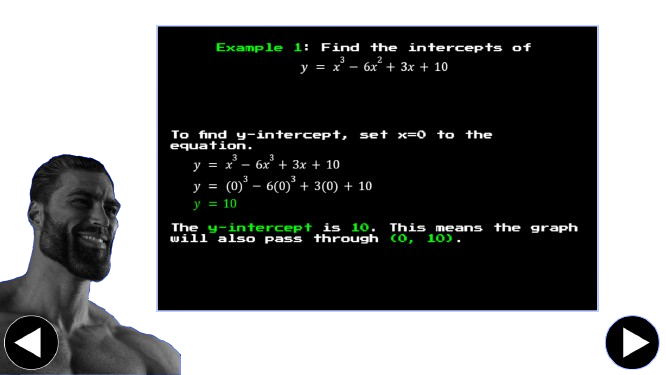 Example 1: Find the intercepts of
y = x³ − 6x² + 3x + 10
To find y-intercept, set x=0 to the
equation.
y = x³ − 6x³ + 3x + 10
y = (0)³ − 6(0)³ + 3(0) + 10
y = 10
The y-intercept is 10. This means the graph
will also pass through (0, 10).